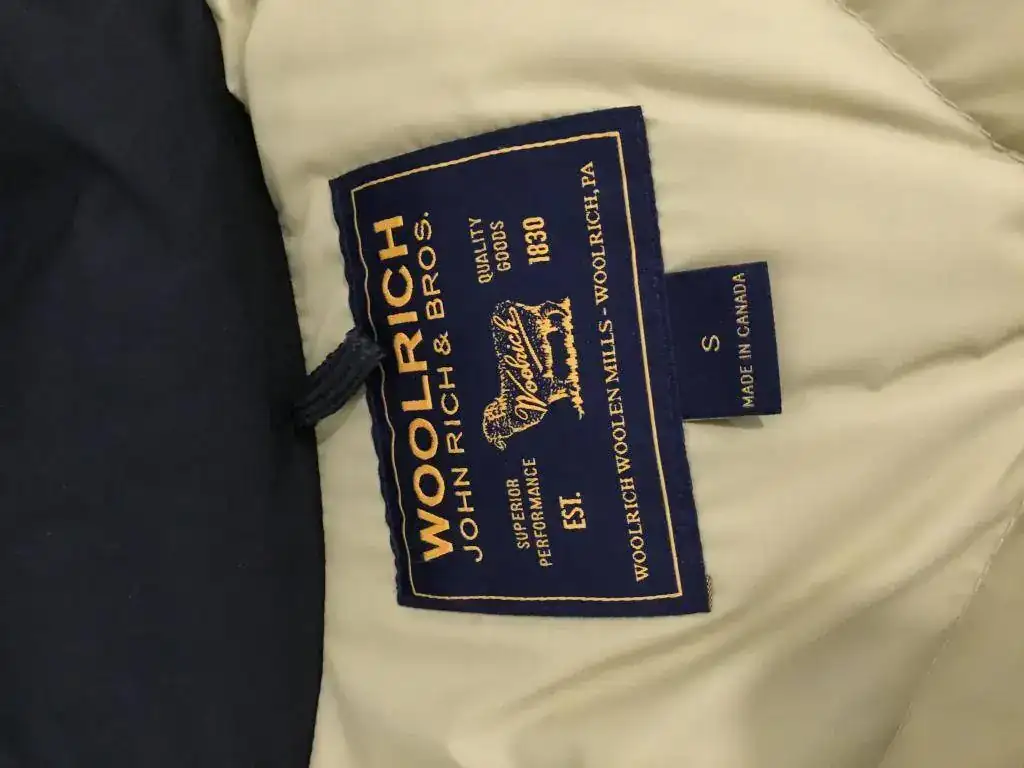 WOOLRICH
JOHN RICH & BROS.
SUPERIOR
PERFORMANCE
EST.
Woolrich
QUALITY
GOODS
1830
WOOLRICH WOOLEN MILLS - WOOLRICH, PA
S
MADE IN CANADA